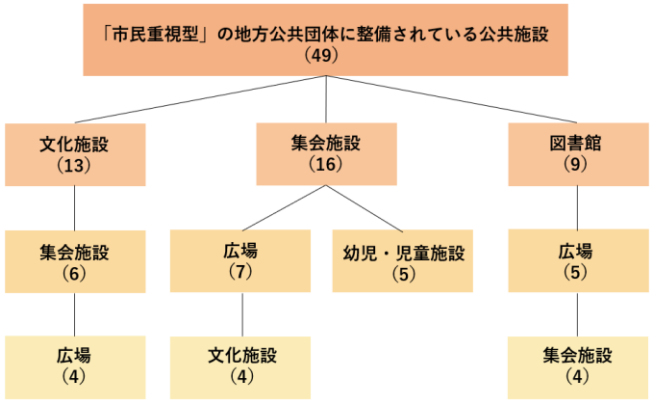 「市民重視型」の地方公共団体に整備されている公共施設
（49）
文化施設
（13）
集会施設
（16）
図書館
（9）
集会施設
（6）
広場
（7）
幼児・児童施設
（5）
広場
（5）
広場
（4）
文化施設
（4）
集会施設
（4）